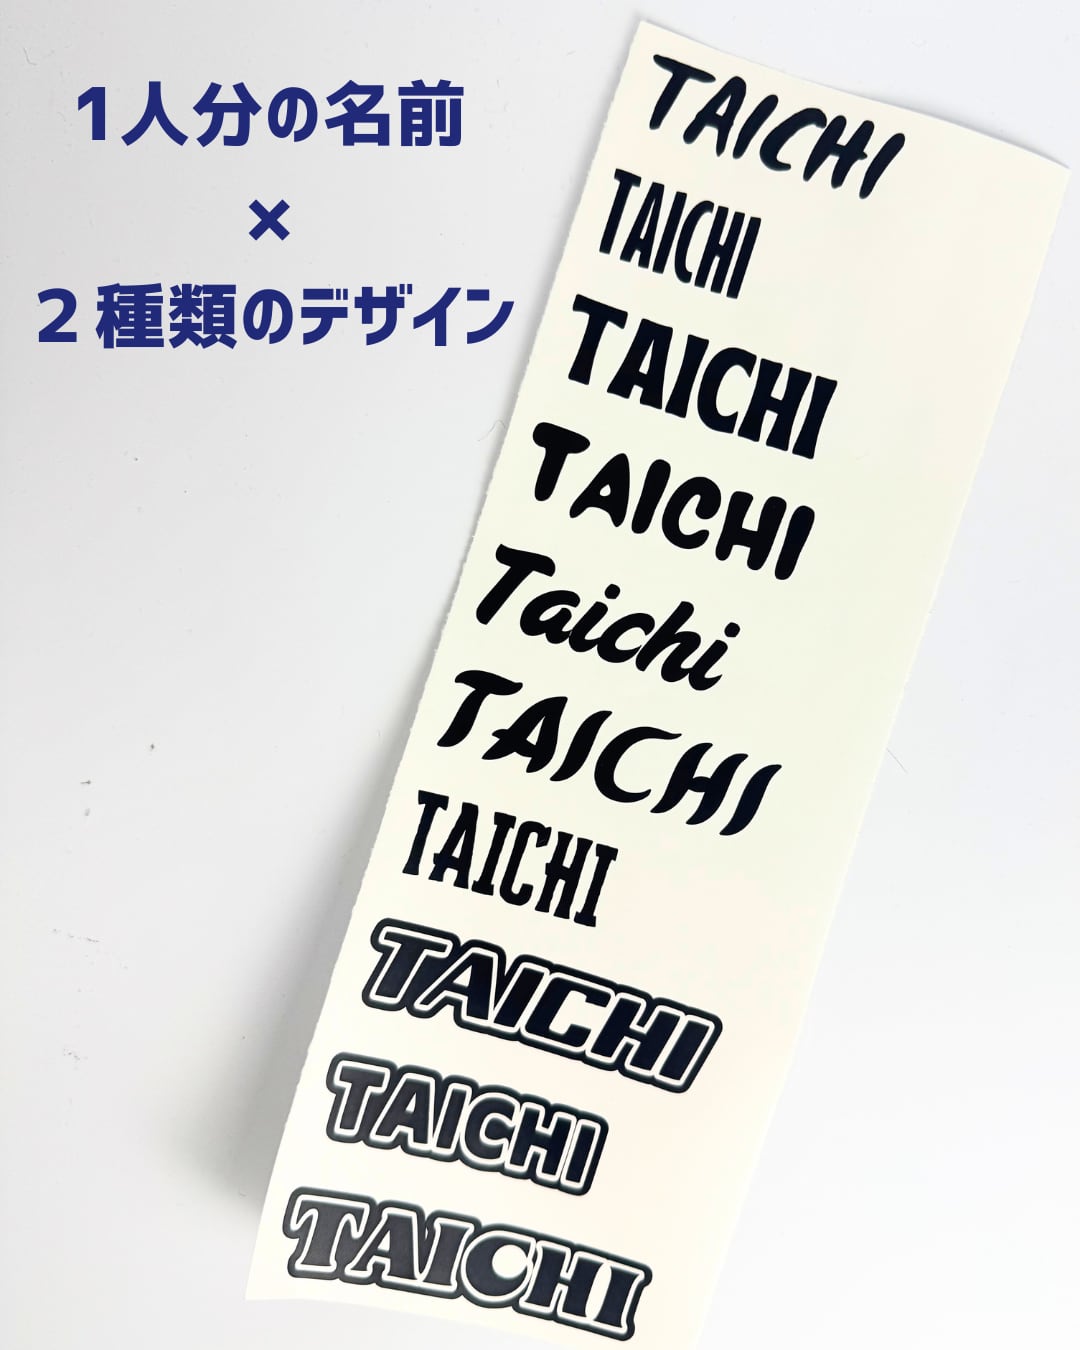 1人分の名前
×
２種類のデザイン
TAICHI
TAICHI
TAICHI
TAICHI
Taichi
TAICHI
TAICHI
TAICHI
TAICHI
TAICHI